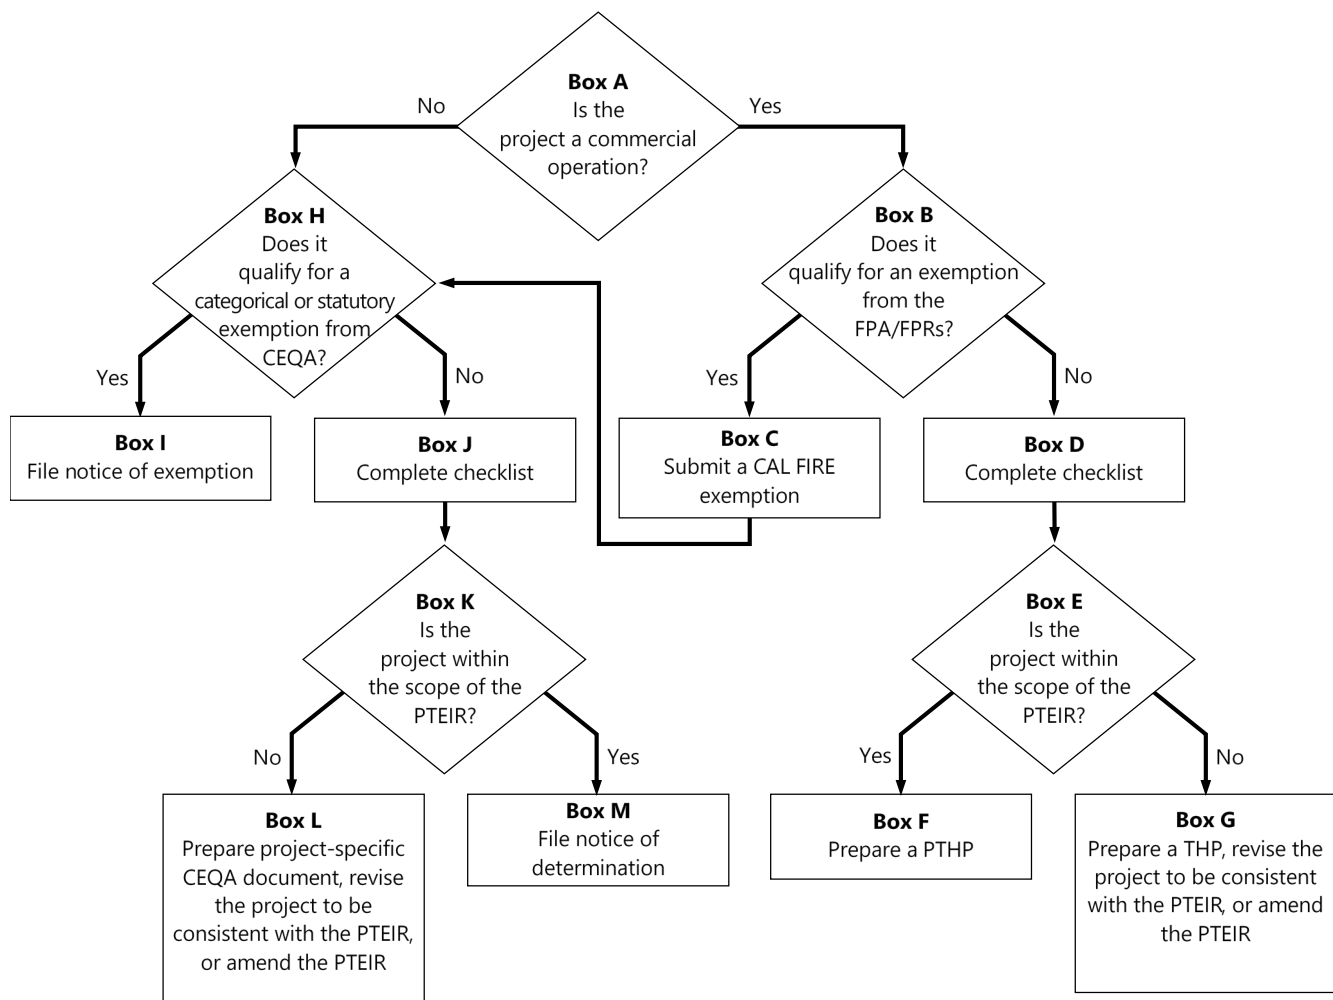 Box A
Is the
project a commercial
operation?
No
Yes
Box H
Does it
qualify for a
categorical or statutory
exemption from
CEQA?
Box B
Does it
qualify for an exemption
from the
FPA/FPRs?
Yes
No
Yes
No
Box I
File notice of exemption
Box J
Complete checklist
Box C
Submit a CAL FIRE
exemption
Box D
Complete checklist
Box K
Is the
project within
the scope of the
PTEIR?
Box E
Is the
project within
the scope of the
PTEIR?
No
Yes
Yes
No
Box L
Prepare project-specific
CEQA document, revise
the project to be
consistent with the PTEIR,
or amend the PTEIR
Box M
File notice of
determination
Box F
Prepare a PTHP
Box G
Prepare a THP, revise the
project to be consistent
with the PTEIR, or amend
the PTEIR